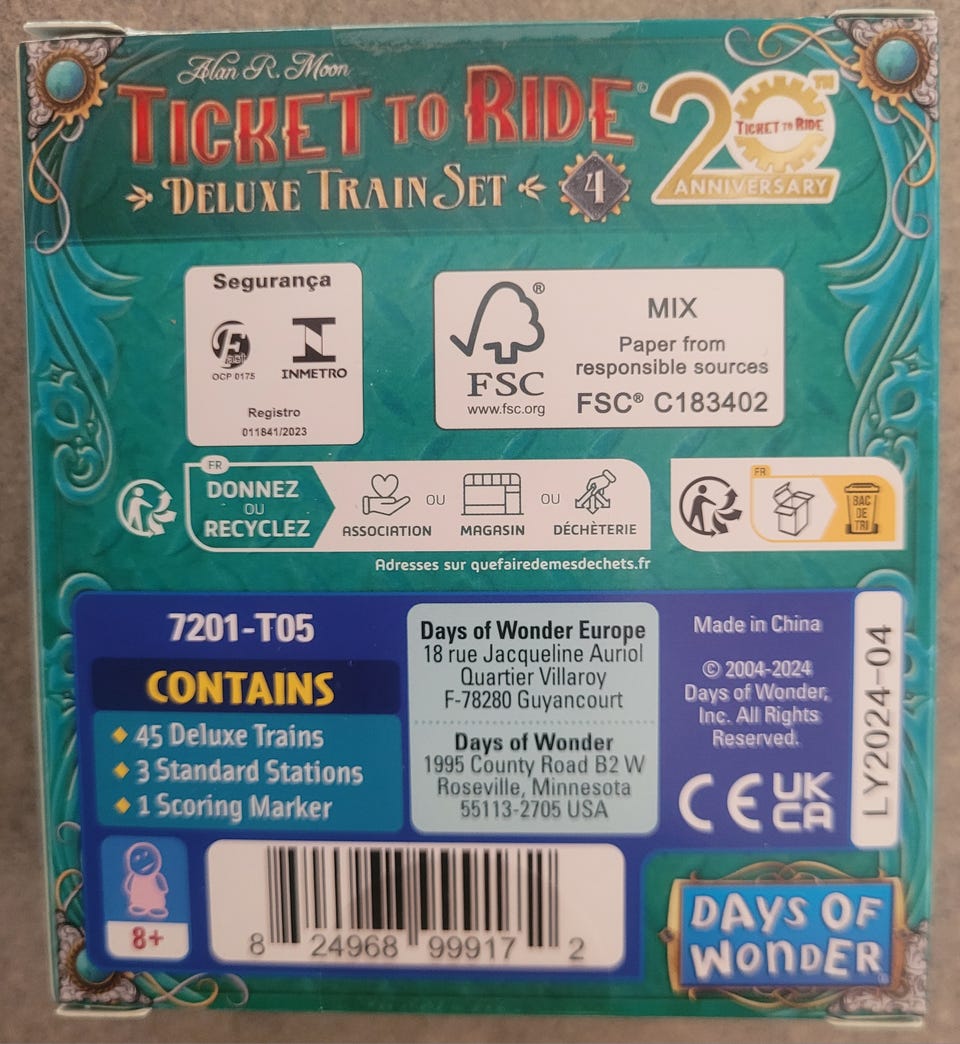 Alan R. Moon
TICKET TO RIDE©
DELUXE TRAIN SET 4
20TH
TICKET TO RIDE
ANNIVERSARY
Segurança
OCP 0175
INMETRO
Registro
011841/2023
FSC®
www.fsc.org
MIX
Paper from
responsible sources
FSC® C183402
FR
DONNEZ
OU
RECYCLEZ
ASSOCIATION OU MAGASIN OU DÉCHÈTERIE
FR
BAC
DE
TRI
Adresses sur quefairedemesdechets.fr
7201-T05
CONTAINS
45 Deluxe Trains
3 Standard Stations
1 Scoring Marker
Days of Wonder Europe
18 rue Jacqueline Auriol
Quartier Villaroy
F-78280 Guyancourt
Days of Wonder
1995 County Road B2 W
Roseville, Minnesota
55113-2705 USA
Made in China
© 2004-2024
Days of Wonder,
Inc. All Rights
Reserved.
CE UK
CA
LY2024-04
8+
8 24968 99917 2
DAYS OF
WONDER®